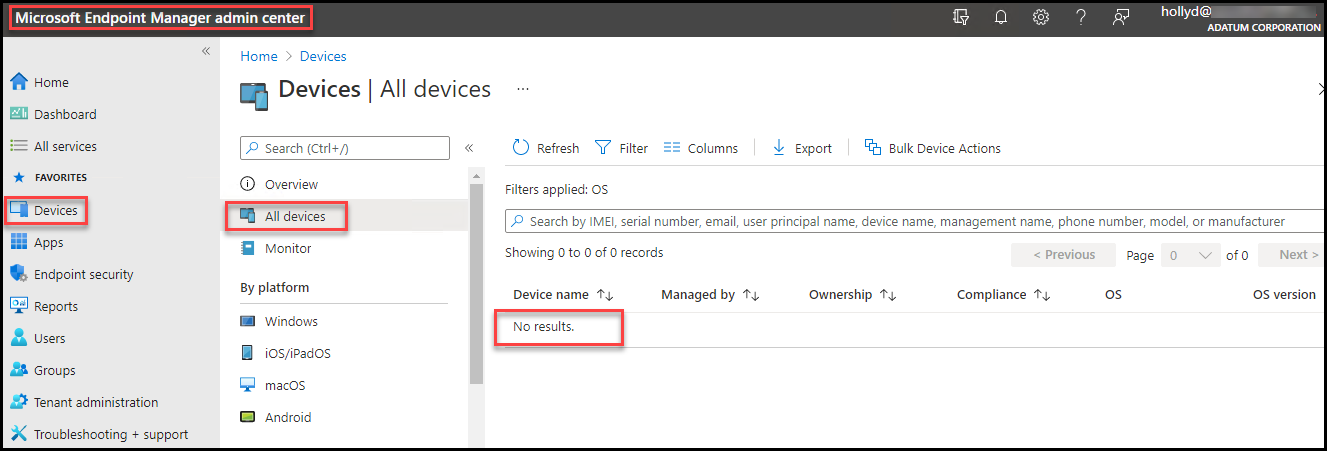 Microsoft Endpoint Manager admin center
hollyd@
ADATUM CORPORATION
«
Home
Dashboard
All services
FAVORITES
Devices
Apps
Endpoint security
Reports
Users
Groups
Tenant administration
Troubleshooting + support
Home > Devices
Devices | All devices ...
Search (Ctrl+/) «
Overview
All devices
Monitor
By platform
Windows
iOS/iPadOS
macOS
Android
Refresh Filter Columns Export Bulk Device Actions
Filters applied: OS
Search by IMEI, serial number, email, user principal name, device name, management name, phone number, model, or manufacturer
Showing 0 to 0 of 0 records < Previous Page 0 of 0 Next >
Device name ↑↓ Managed by ↑↓ Ownership ↑↓ Compliance ↑↓ OS OS version
No results.